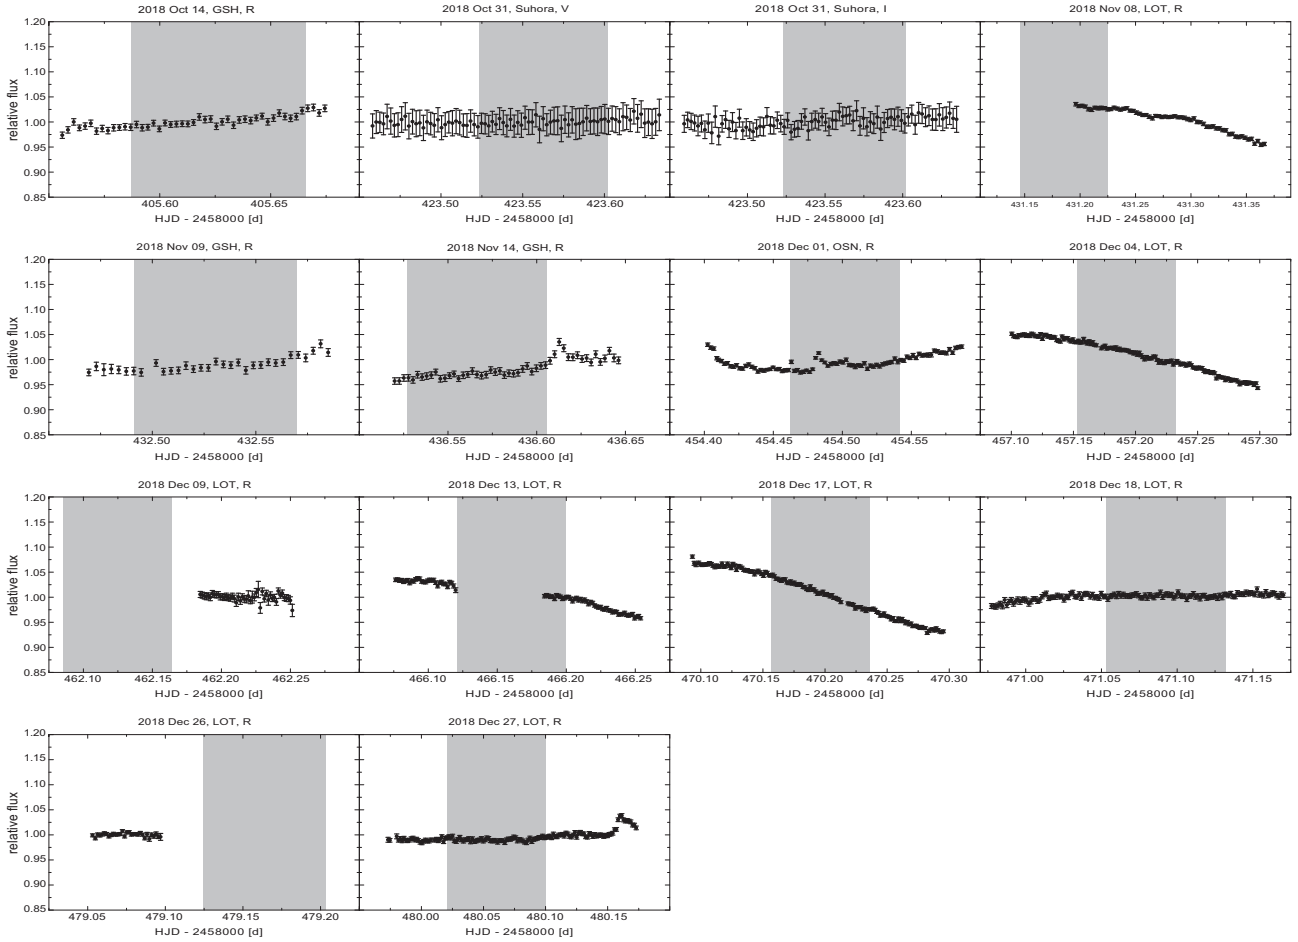 2018 Oct 14, GSH, R
2018 Oct 31, Suhora, V
2018 Oct 31, Suhora, I
2018 Nov 08, LOT, R
relative flux
1.20
1.15
1.10
1.05
1.00
0.95
0.90
0.85
405.60 405.65
423.50 423.55 423.60
423.50 423.55 423.60
431.15 431.20 431.25 431.30 431.35
HJD - 2458000 [d]
HJD - 2458000 [d]
HJD - 2458000 [d]
HJD - 2458000 [d]
2018 Nov 09, GSH, R
2018 Nov 14, GSH, R
2018 Dec 01, OSN, R
2018 Dec 04, LOT, R
relative flux
1.20
1.15
1.10
1.05
1.00
0.95
0.90
0.85
432.50 432.55
436.55 436.60 436.65
454.40 454.45 454.50 454.55
457.10 457.15 457.20 457.25 457.30
HJD - 2458000 [d]
HJD - 2458000 [d]
HJD - 2458000 [d]
HJD - 2458000 [d]
2018 Dec 09, LOT, R
2018 Dec 13, LOT, R
2018 Dec 17, LOT, R
2018 Dec 18, LOT, R
relative flux
1.20
1.15
1.10
1.05
1.00
0.95
0.90
0.85
462.10 462.15 462.20 462.25
466.10 466.15 466.20 466.25
470.10 470.15 470.20 470.25 470.30
471.00 471.05 471.10 471.15
HJD - 2458000 [d]
HJD - 2458000 [d]
HJD - 2458000 [d]
HJD - 2458000 [d]
2018 Dec 26, LOT, R
2018 Dec 27, LOT, R
relative flux
1.20
1.15
1.10
1.05
1.00
0.95
0.90
0.85
479.05 479.10 479.15 479.20
480.00 480.05 480.10 480.15
HJD - 2458000 [d]
HJD - 2458000 [d]